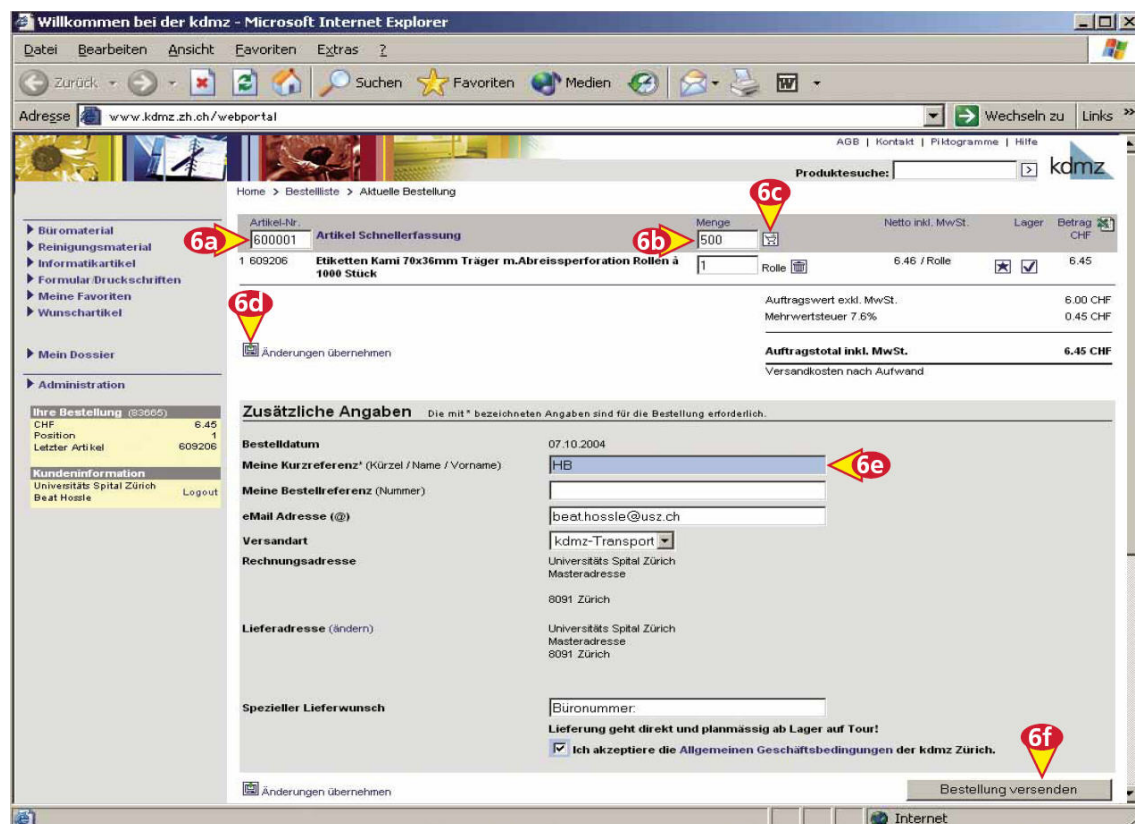 Willkommen bei der kdmz - Microsoft Internet Explorer
Datei Bearbeiten Ansicht Favoriten Extras ?
Zurück Suchen Favoriten Medien
Adresse www.kdmz.zh.ch/webportal Wechseln zu Links »
AGB | Kontakt | Piktogramme | Hilfe
Produktesuche: kdmz
Home > Bestellliste > Aktuelle Bestellung
6c
Artikel-Nr. Menge Netto inkl. MwSt. Lager Betrag CHF
6a 600001 Artikel Schnellerfassung 6b 500
1 609206 Etiketten Kami 70x36mm Träger m.Abreissperforation Rollen à 1000 Stück 1 Rolle 6.46 / Rolle 6.45
Büromaterial
Reinigungsmaterial
Informatikartikel
Formular/Druckschriften
Meine Favoriten
Wunschartikel
Mein Dossier
Administration
6d
Auftragswert exkl. MwSt. 6.00 CHF
Mehrwertsteuer 7.6% 0.45 CHF
Änderungen übernehmen
Auftragstotal inkl. MwSt. 6.45 CHF
Versandkosten nach Aufwand
Ihre Bestellung (83665)
CHF 6.45
Position 1
Letzter Artikel 609206
Kundeninformation
Universitäts Spital Zürich
Beat Hossle Logout
Zusätzliche Angaben Die mit * bezeichneten Angaben sind für die Bestellung erforderlich.
Bestelldatum 07.10.2004
Meine Kurzreferenz* (Kürzel / Name / Vorname) HB 6e
Meine Bestellreferenz (Nummer)
eMail Adresse (@) beat.hossle@usz.ch
Versandart kdmz-Transport
Rechnungsadresse Universitäts Spital Zürich
Masteradresse
8091 Zürich
Lieferadresse (ändern) Universitäts Spital Zürich
Masteradresse
8091 Zürich
Spezieller Lieferwunsch Büronummer:
Lieferung geht direkt und planmässig ab Lager auf Tour!
Ich akzeptiere die Allgemeinen Geschäftsbedingungen der kdmz Zürich.
6f
Änderungen übernehmen Bestellung versenden
Internet